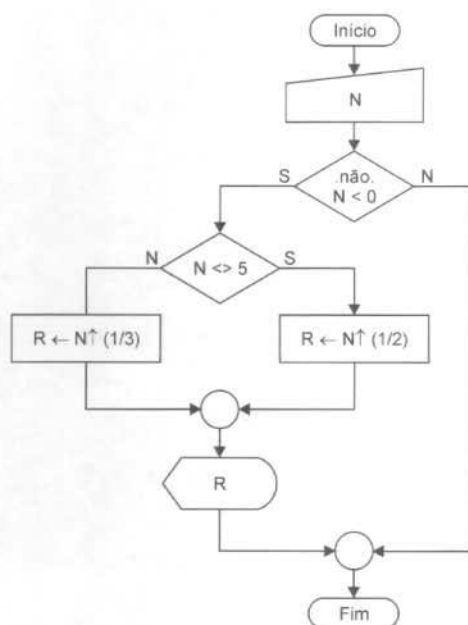 Início
N
S
.não.
N < 0
N
N
N <> 5
S
R ← N↑ (1/3)
R ← N↑ (1/2)
R
Fim